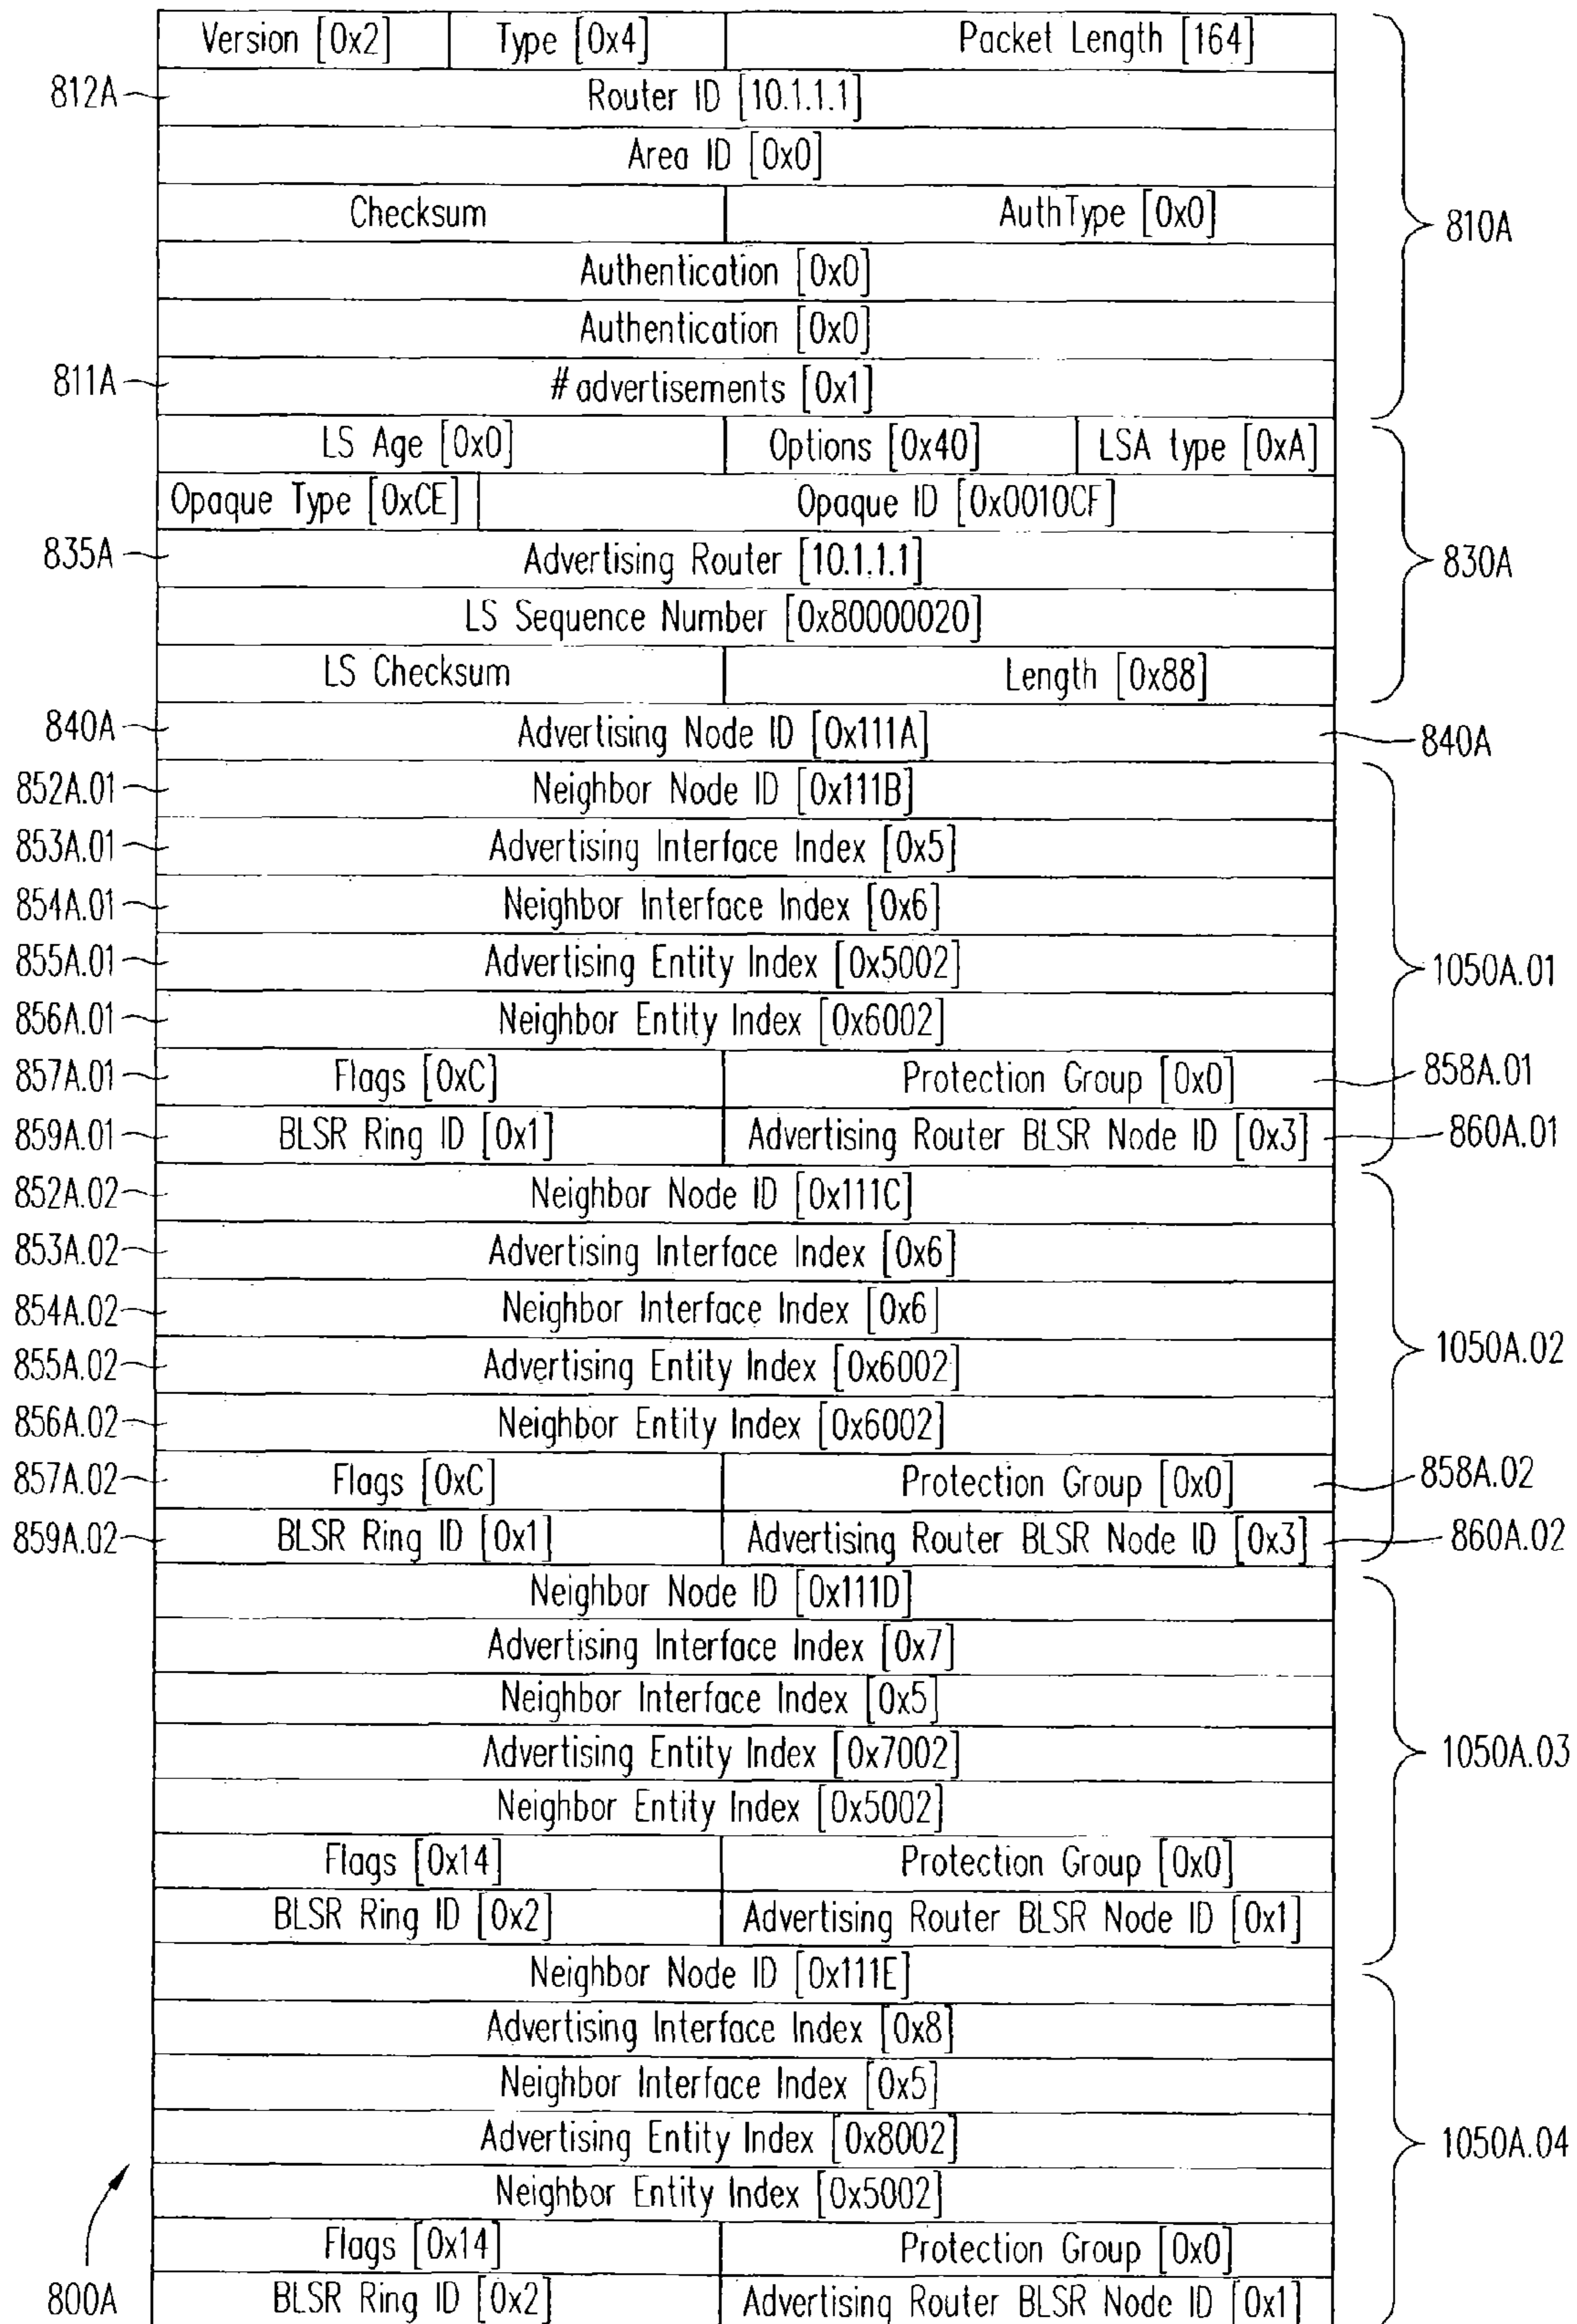 Version [0x2] Type [0x4] Packet Length [164]
812A Router ID [10.1.1.1]
Area ID [0x0]
Checksum AuthType [0x0] 810A
Authentication [0x0]
Authentication [0x0]
811A #advertisements [0x1]
LS Age [0x0] Options [0x40] LSA type [0xA]
Opaque Type [0xCE] Opaque ID [0x0010CF]
835A Advertising Router [10.1.1.1] 830A
LS Sequence Number [0x80000020]
LS Checksum Length [0x88]
840A Advertising Node ID [0x111A] 840A
852A.01 Neighbor Node ID [0x111B]
853A.01 Advertising Interface Index [0x5]
854A.01 Neighbor Interface Index [0x6]
855A.01 Advertising Entity Index [0x5002] 1050A.01
856A.01 Neighbor Entity Index [0x6002]
857A.01 Flags [0xC] Protection Group [0x0] 858A.01
859A.01 BLSR Ring ID [0x1] Advertising Router BLSR Node ID [0x3] 860A.01
852A.02 Neighbor Node ID [0x111C]
853A.02 Advertising Interface Index [0x6]
854A.02 Neighbor Interface Index [0x6]
855A.02 Advertising Entity Index [0x6002] 1050A.02
856A.02 Neighbor Entity Index [0x6002]
857A.02 Flags [0xC] Protection Group [0x0] 858A.02
859A.02 BLSR Ring ID [0x1] Advertising Router BLSR Node ID [0x3] 860A.02
Neighbor Node ID [0x111D]
Advertising Interface Index [0x7]
Neighbor Interface Index [0x5]
Advertising Entity Index [0x7002] 1050A.03
Neighbor Entity Index [0x5002]
Flags [0x14] Protection Group [0x0]
BLSR Ring ID [0x2] Advertising Router BLSR Node ID [0x1]
Neighbor Node ID [0x111E]
Advertising Interface Index [0x8]
Neighbor Interface Index [0x5]
Advertising Entity Index [0x8002] 1050A.04
Neighbor Entity Index [0x5002]
Flags [0x14] Protection Group [0x0]
800A BLSR Ring ID [0x2] Advertising Router BLSR Node ID [0x1]